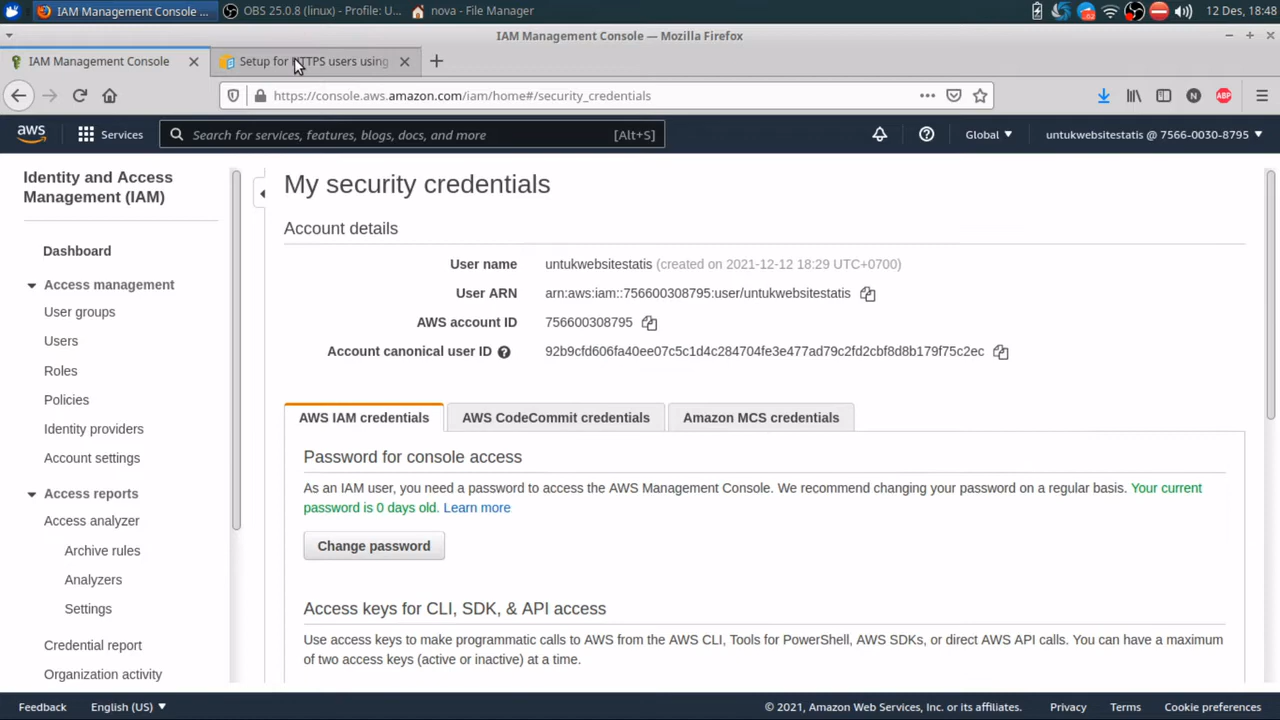 IAM Management Console ...
OBS 25.0.8 (linux) - Profile: U...
nova - File Manager
12 Des, 18:48
IAM Management Console — Mozilla Firefox
IAM Management Console
Setup for HTTPS users using
https://console.aws.amazon.com/iam/home#/security_credentials
N
ABP
aws
Services
Search for services, features, blogs, docs, and more
[Alt+S]
Global
untukwebsitestatis @ 7566-0030-8795
Identity and Access
Management (IAM)
Dashboard
Access management
User groups
Users
Roles
Policies
Identity providers
Account settings
Access reports
Access analyzer
Archive rules
Analyzers
Settings
Credential report
Organization activity
My security credentials
Account details
User name untukwebsitestatis (created on 2021-12-12 18:29 UTC+0700)
User ARN arn:aws:iam::756600308795:user/untukwebsitestatis
AWS account ID 756600308795
Account canonical user ID 92b9cfd606fa40ee07c5c1d4c284704fe3e477ad79c2fd2cbf8d8b179f75c2ec
AWS IAM credentials
AWS CodeCommit credentials
Amazon MCS credentials
Password for console access
As an IAM user, you need a password to access the AWS Management Console. We recommend changing your password on a regular basis. Your current
password is 0 days old. Learn more
Change password
Access keys for CLI, SDK, & API access
Use access keys to make programmatic calls to AWS from the AWS CLI, Tools for PowerShell, AWS SDKs, or direct AWS API calls. You can have a maximum
of two access keys (active or inactive) at a time.
Feedback
English (US)
© 2021, Amazon Web Services, Inc. or its affiliates.
Privacy
Terms
Cookie preferences